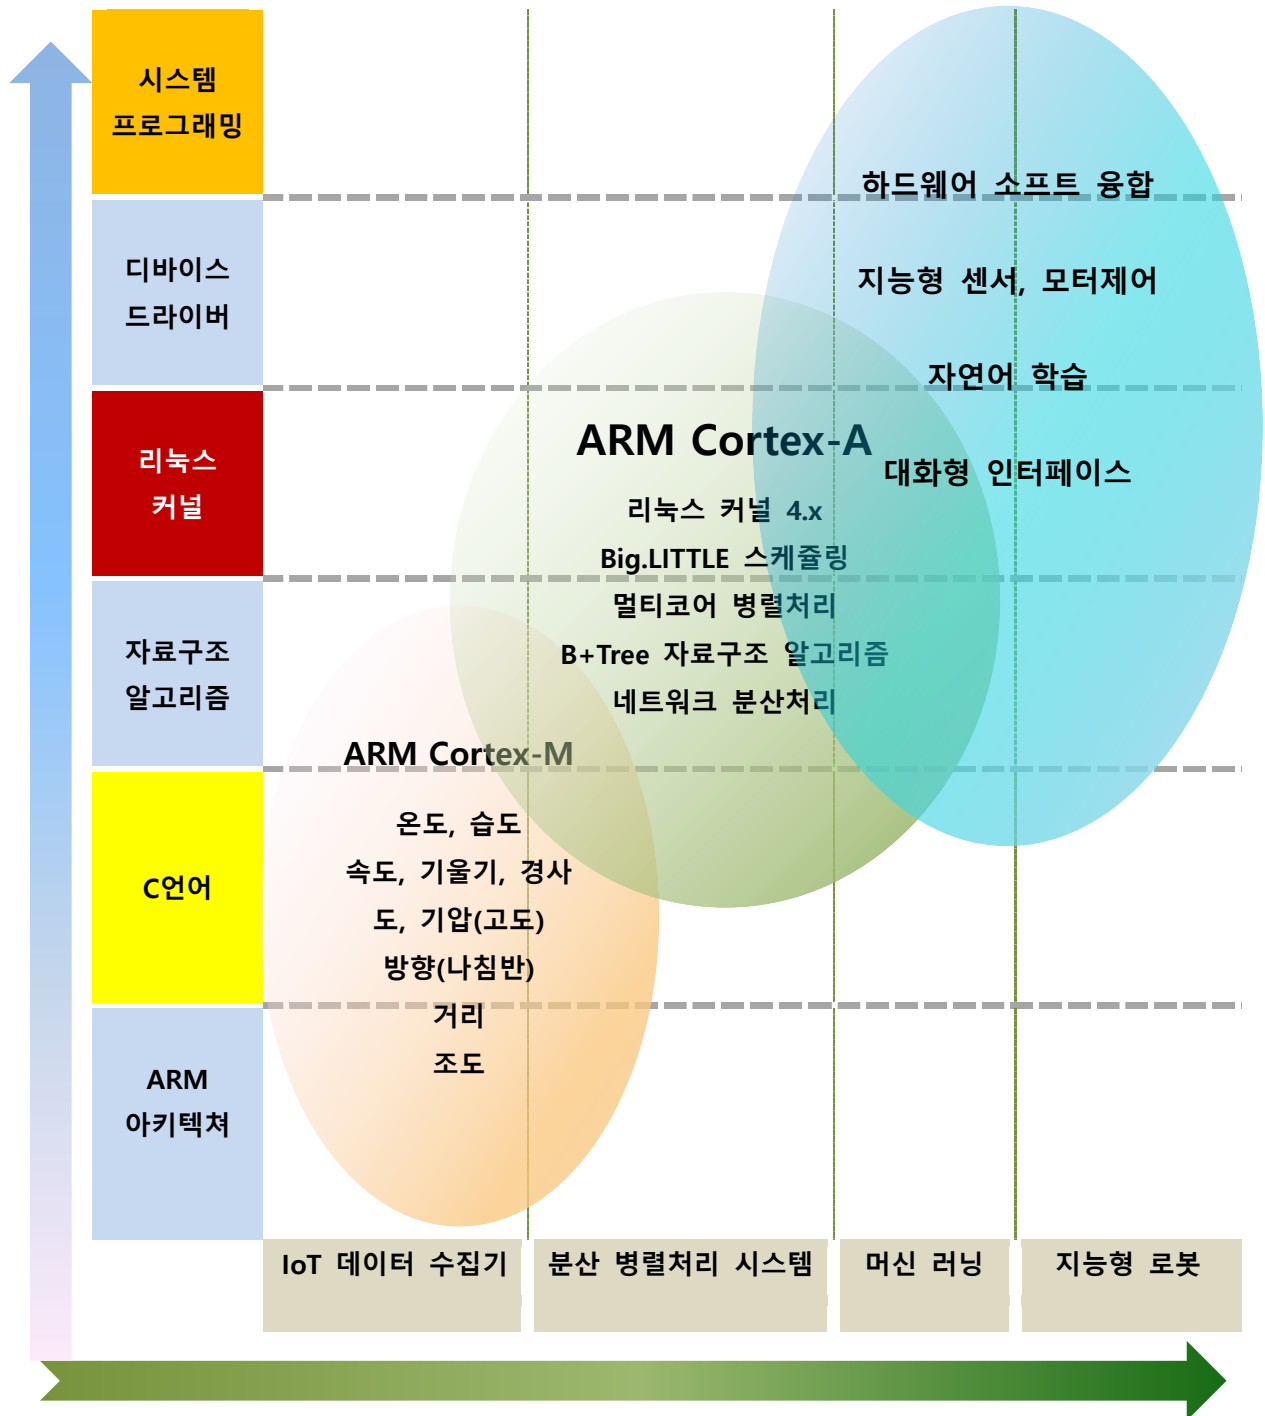 시스템
프로그래밍
디바이스
드라이버
리눅스
커널
자료구조
알고리즘
C언어
ARM
아키텍쳐
하드웨어 소프트 융합
지능형 센서, 모터제어
자연어 학습
대화형 인터페이스
ARM Cortex-A
리눅스 커널 4.x
Big.LITTLE 스케쥴링
멀티코어 병렬처리
B+Tree 자료구조 알고리즘
네트워크 분산처리
ARM Cortex-M
온도, 습도
속도, 기울기, 경사
도, 기압(고도)
방향(나침반)
거리
조도
IoT 데이터 수집기
분산 병렬처리 시스템
머신 러닝
지능형 로봇